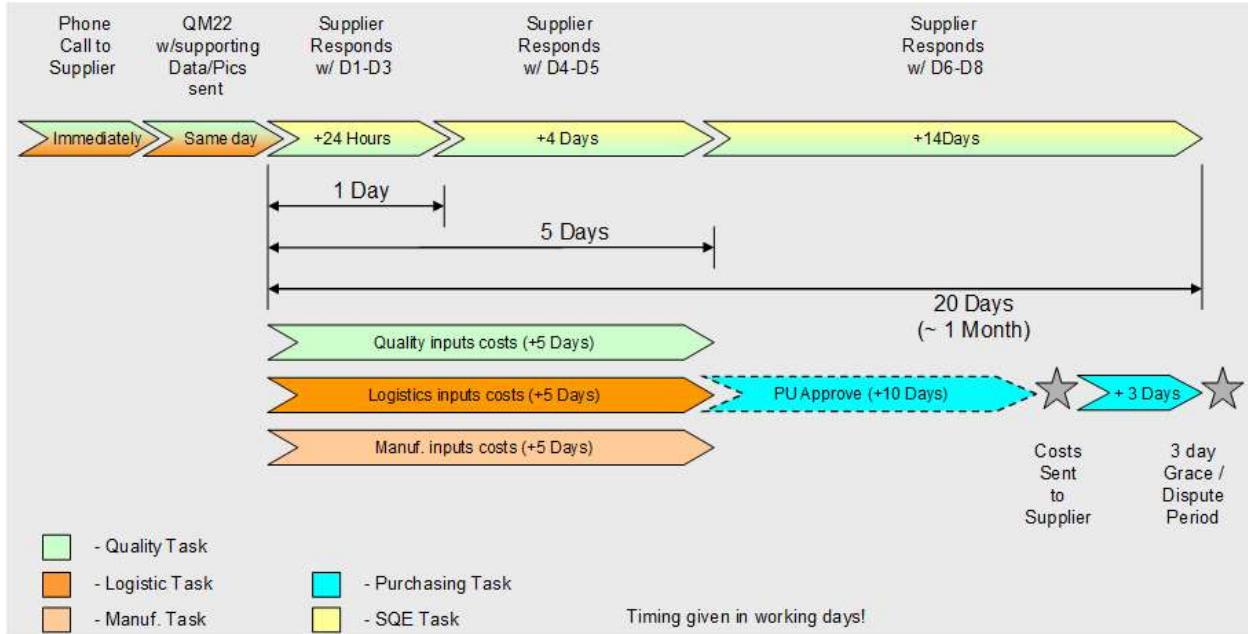 Phone
Call to
Supplier
QM22
w/supporting
Data/Pics
sent
Supplier
Responds
w/ D1-D3
Supplier
Responds
w/ D4-D5
Supplier
Responds
w/ D6-D8
Immediately
Same day
+24 Hours
+4 Days
+14Days
1 Day
5 Days
20 Days
(~ 1 Month)
Quality inputs costs (+5 Days)
Logistics inputs costs (+5 Days)
PU Approve (+10 Days)
+ 3 Days
Manuf. inputs costs (+5 Days)
Costs
Sent
to
Supplier
3 day
Grace /
Dispute
Period
- Quality Task
- Logistic Task
- Manuf. Task
- Purchasing Task
- SQE Task
Timing given in working days!